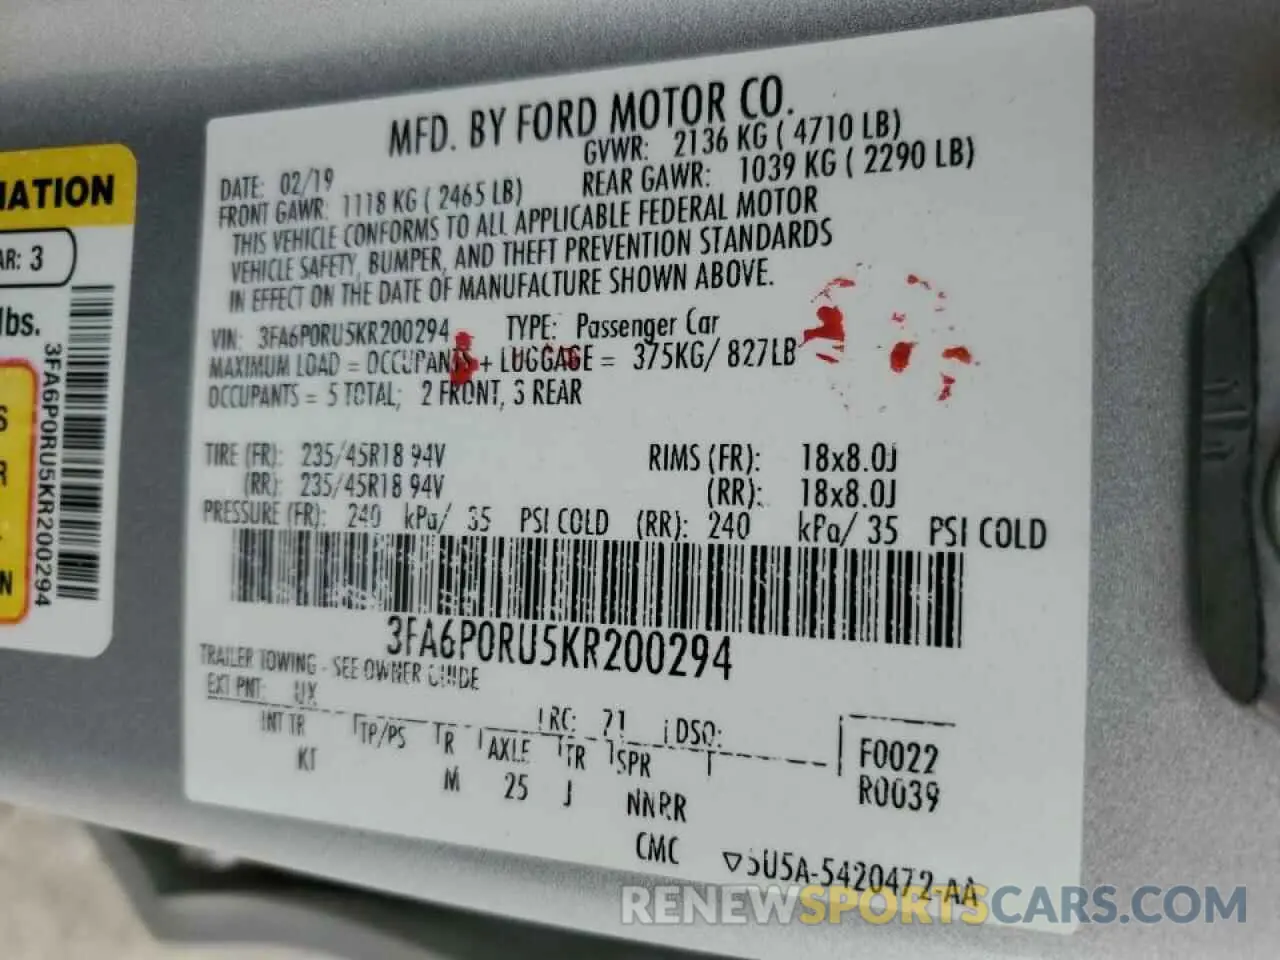 MFD. BY FORD MOTOR CO.
DATE: 02/19
GVWR: 2136 KG ( 4710 LB)
FRONT GAWR: 1118 KG ( 2465 LB)
REAR GAWR: 1039 KG ( 2290 LB)
THIS VEHICLE CONFORMS TO ALL APPLICABLE FEDERAL MOTOR
VEHICLE SAFETY, BUMPER, AND THEFT PREVENTION STANDARDS
IN EFFECT ON THE DATE OF MANUFACTURE SHOWN ABOVE.
VIN: 3FA6P0RU5KR200294 TYPE: Passenger Car
MAXIMUM LOAD = OCCUPANTS + LUGGAGE = 375KG/ 827LB
OCCUPANTS = 5 TOTAL; 2 FRONT, 3 REAR
TIRE (FR): 235/45R18 94V RIMS (FR): 18x8.0J
(RR): 235/45R18 94V (RR): 18x8.0J
PRESSURE (FR): 240 kPa/ 35 PSI COLD (RR): 240 kPa/ 35 PSI COLD
3FA6P0RU5KR200294
TRAILER TOWING - SEE OWNER GUIDE
EXT PNT: UX RC: 71 DSO:
INT TR TP/PS R AXLE TR SPR F0022
KT M 25 J NNRR R0039
CMC 5U5A-5420472-AA
IATION
AR: 3
lbs.
3FA6P0RU5KR200294
S
R
N
RENEWSPORTSCARS.COM